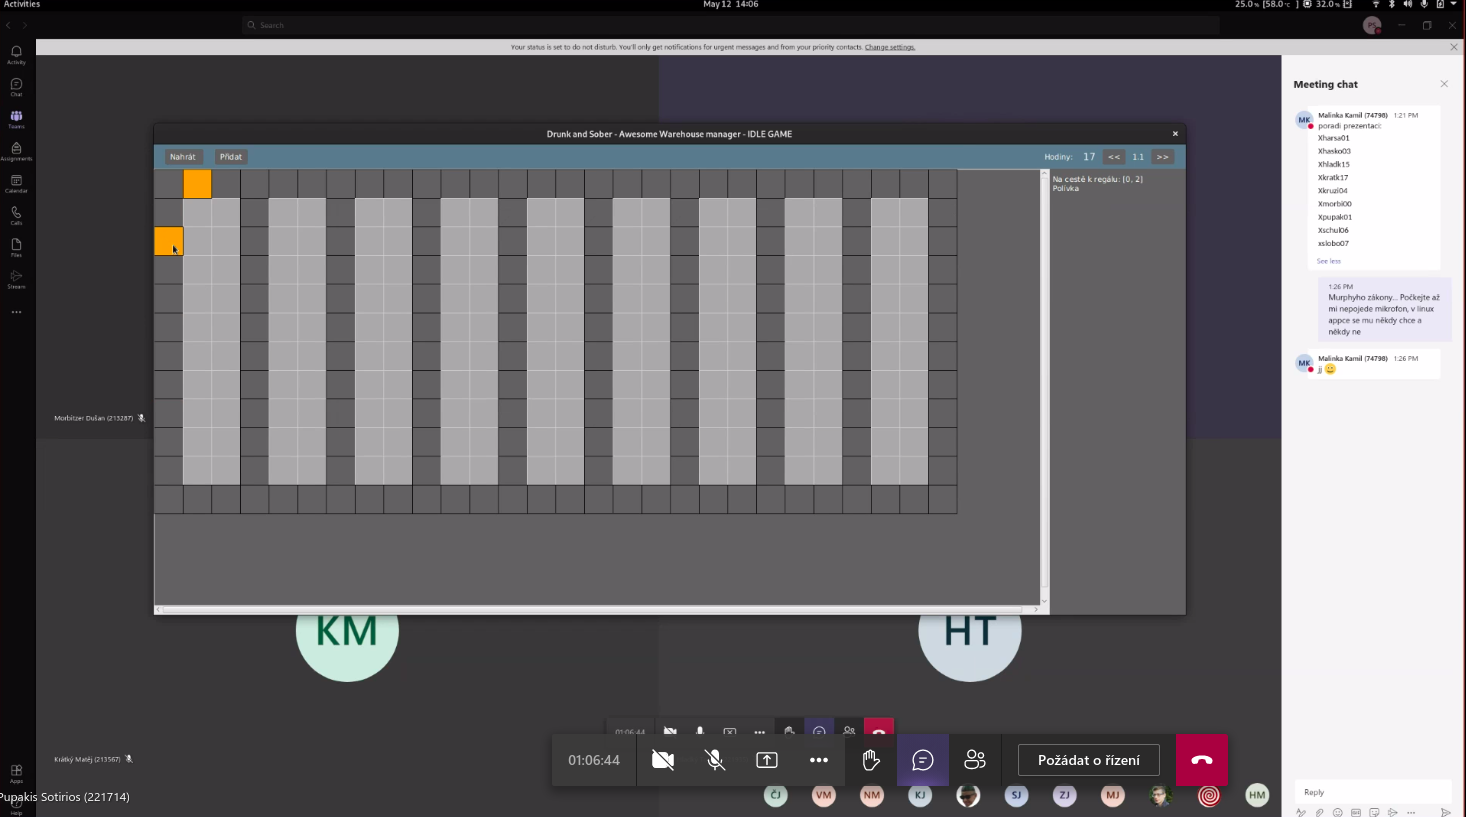 Activities
May 12 14:06
25.0 % [58.0 °C ]
32.0 %
Search
PS
Your status is set to do not disturb. You'll only get notifications for urgent messages and from your priority contacts. Change settings.
Activity
Chat
Teams
Assignments
Calendar
Calls
Files
Stream
Apps
Help
Drunk and Sober - Awesome Warehouse manager - IDLE GAME
Nahrát
Přidat
Hodiny:
17
<<
1.1
>>
Na cestě k regálu: [0, 2]
Polívka
Morbitzer Dušan (213287)
KM
HT
Krátký Matěj (213567)
Pupakis Sotirios (221714)
01:06:44
01:06:44
Požádat o řízení
ČJ
VM
NM
KJ
SJ
ZJ
MJ
HM
Meeting chat
MK
Malinka Kamil (74798) 1:21 PM
poradi prezentaci:
Xharsa01
Xhasko03
Xhladk15
Xkratk17
Xkruzi04
Xmorbi00
Xpupak01
Xschul06
xslobo07
See less
1:26 PM
Murphyho zákony... Počkejte až
mi nepojede mikrofon, v linux
appce se mu někdy chce a
někdy ne
MK
Malinka Kamil (74798) 1:26 PM
jj
Reply